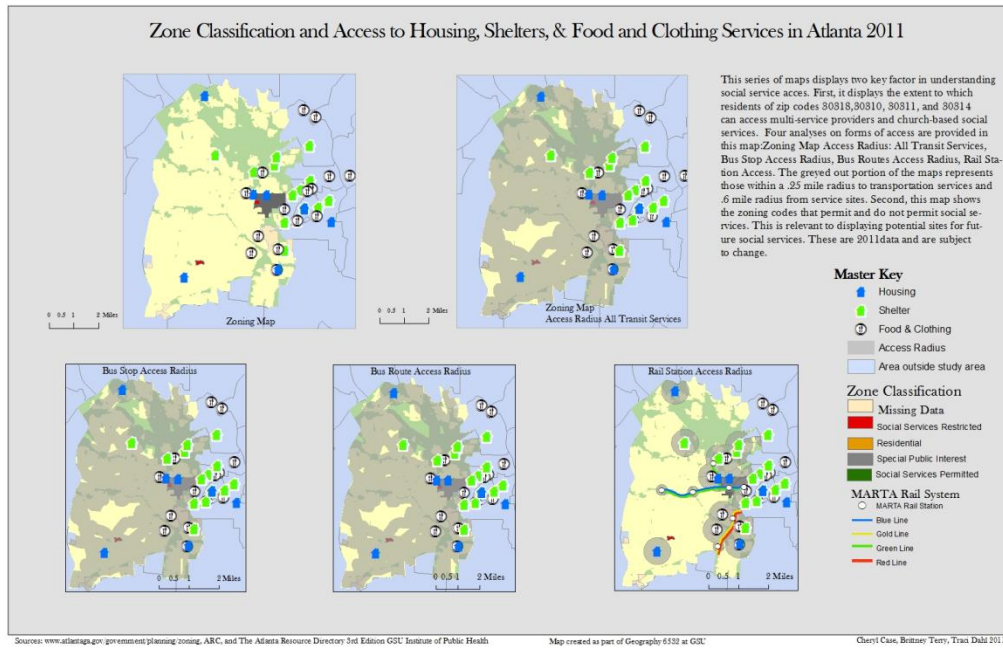 Zone Classification and Access to Housing, Shelters, & Food and Clothing Services in Atlanta 2011
This series of maps displays two key factor in understanding
social service acces. First, it displays the extent to which
residents of zip codes 30318,30310, 30311, and 30314
can access multi-service providers and church-based social
services. Four analyses on forms of access are provided in
this map:Zoning Map Access Radius: All Transit Services,
Bus Stop Access Radius, Bus Routes Access Radius, Rail Sta-
tion Access. The greyed out portion of the maps represents
those within a .25 mile radius to transportation services and
.6 mile radius from service sites. Second, this map shows
the zoning codes that permit and do not permit social se-
vices. This is relevant to displaying potential sites for fut-
ure social services. These are 2011data and are subject
to change.
0 0.5 1 2 Miles
Zoning Map
0 0.5 1 2 Miles
Zoning Map
Access Radius All Transit Services
Master Key
Housing
Shelter
Food & Clothing
Access Radius
Area outside study area
Zone Classification
Missing Data
Social Services Restricted
Residential
Special Public Interest
Social Services Permitted
MARTA Rail System
MARTA Rail Station
Blue Line
Gold Line
Green Line
Red Line
Bus Stop Access Radius
0 0.5 1 2 Miles
Bus Route Access Radius
0 0.5 1 2 Miles
Rail Station Access Radius
0 0.5 1 2 Miles
Sources: www.atlantaga.gov/government/planning/zoning, ARC, and The Atlanta Resource Directory 3rd Edition GSU Institute of Public Health
Map created as part of Geography 6532 at GSU
Cheryl Case, Brittney Terry, Traci Dahl 2011